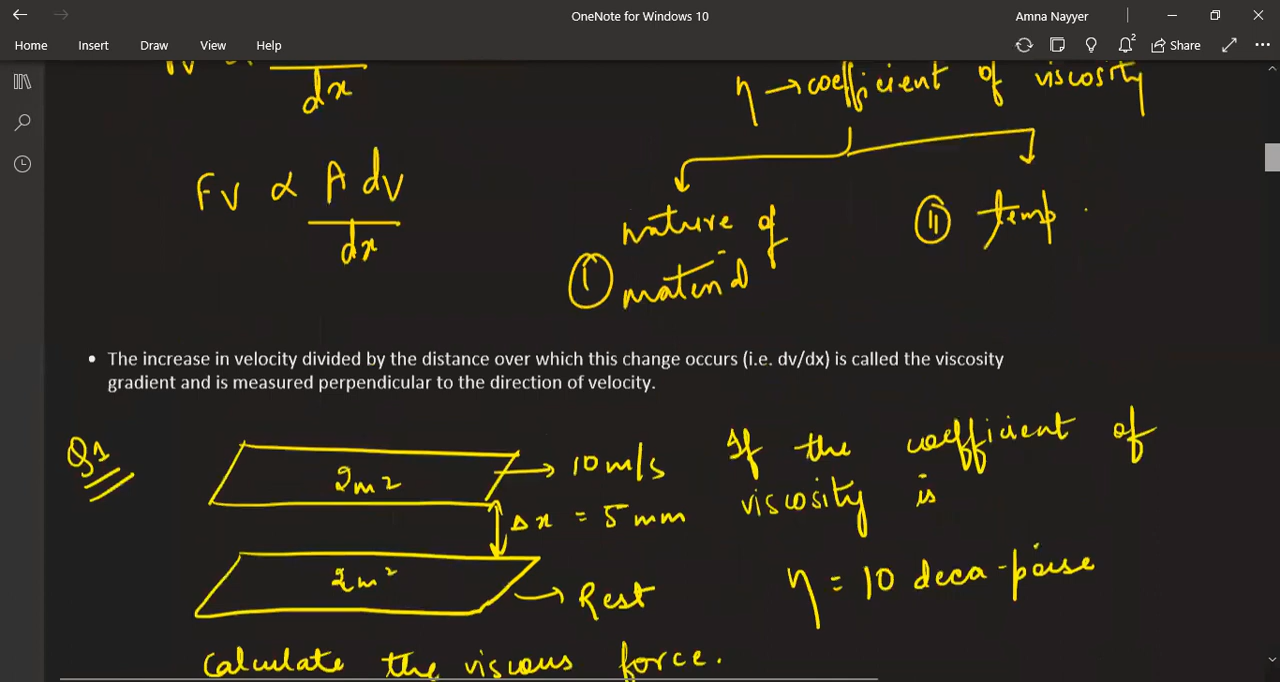 OneNote for Windows 10
Amna Nayyer
Home Insert Draw View Help
2 Share
dx
η → coefficient of viscosity
Fv ∝ A dv
dx
① nature of
material
⑪ temp
• The increase in velocity divided by the distance over which this change occurs (i.e. dv/dx) is called the viscosity
gradient and is measured perpendicular to the direction of velocity.
Q1
2m²
→ 10m/s
Δx = 5mm
2m²
→ Rest
If the coefficient of
viscosity is
η = 10 deca-poise
Calculate the viscous force.